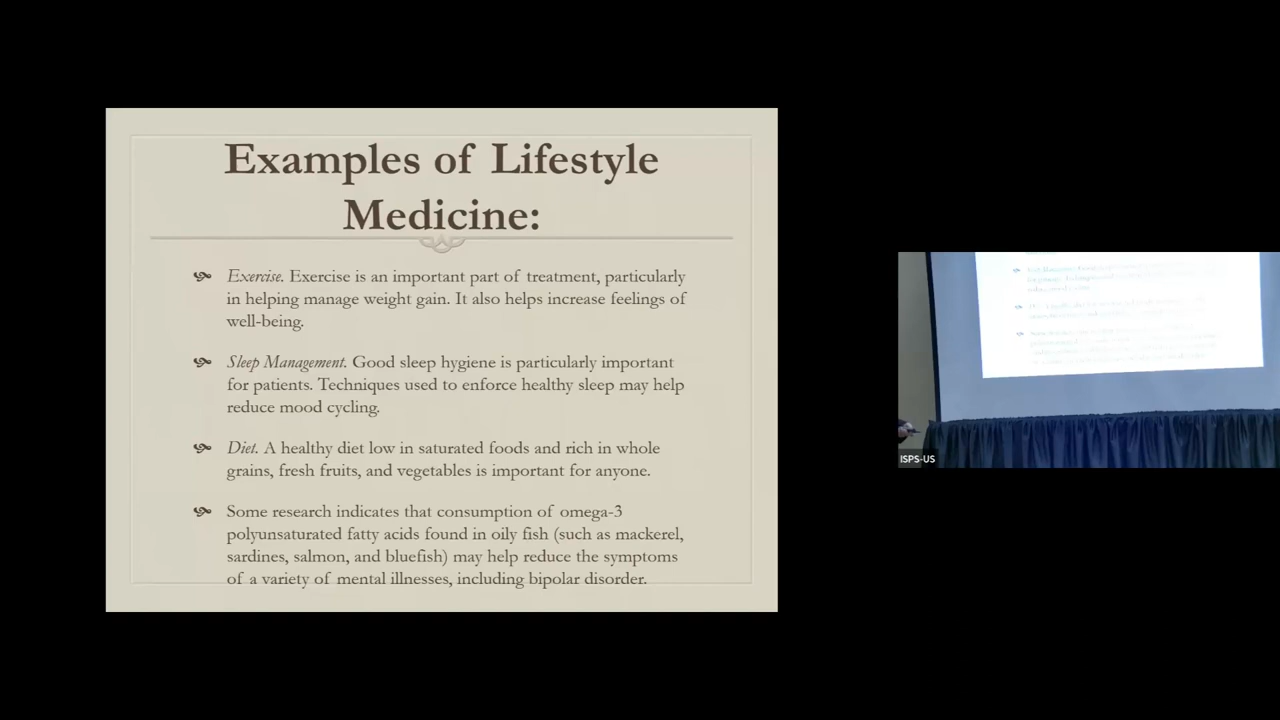 Examples of Lifestyle
Medicine:
Exercise. Exercise is an important part of treatment, particularly
in helping manage weight gain. It also helps increase feelings of
well-being.
Sleep Management. Good sleep hygiene is particularly important
for patients. Techniques used to enforce healthy sleep may help
reduce mood cycling.
Diet. A healthy diet low in saturated foods and rich in whole
grains, fresh fruits, and vegetables is important for anyone.
Some research indicates that consumption of omega-3
polyunsaturated fatty acids found in oily fish (such as mackerel,
sardines, salmon, and bluefish) may help reduce the symptoms
of a variety of mental illnesses, including bipolar disorder.
ISPS-US